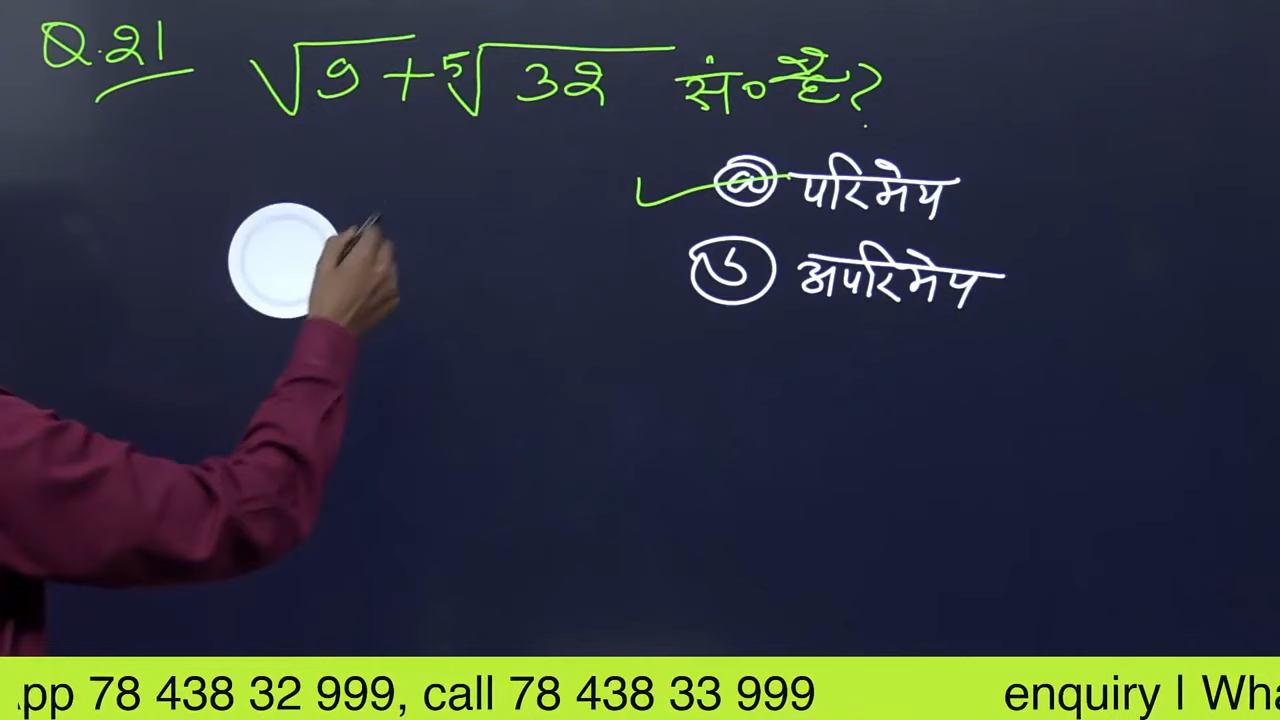 Q.21 √9 + ⁵√32 सं० है?
a परिमेय
b अपरिमेय
pp 78 438 32 999, call 78 438 33 999 enquiry I Wha